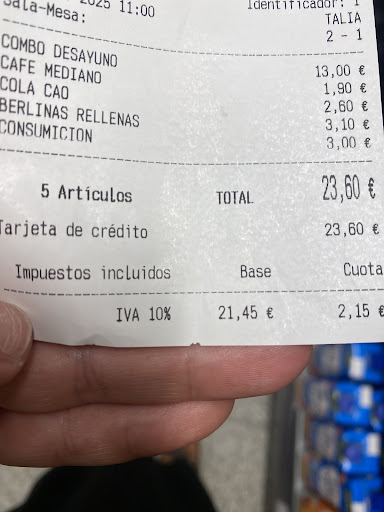 2025 11:00
Sala-Mesa:
Identificador: 1
TALIA
2 - 1
COMBO DESAYUNO 13,00 €
CAFE MEDIANO 1,90 €
COLA CAO 2,60 €
BERLINAS RELLENAS 3,10 €
CONSUMICION 3,00 €
5 Artículos TOTAL 23,60 €
Tarjeta de crédito 23,60 €
Impuestos incluidos Base Cuota
IVA 10% 21,45 € 2,15 €